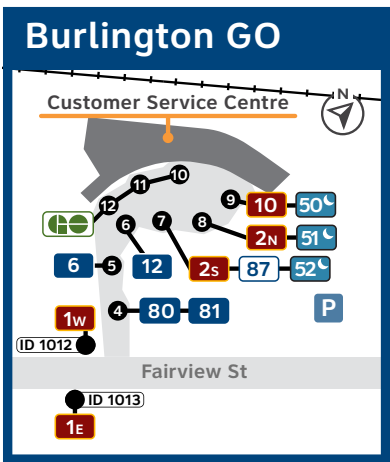 Burlington GO
N
Customer Service Centre
10
11
12
9
10
50
GO
6
7
8
2N
51
6
5
12
2S
87
52
4
80
81
P
1W
ID 1012
Fairview St
ID 1013
1E